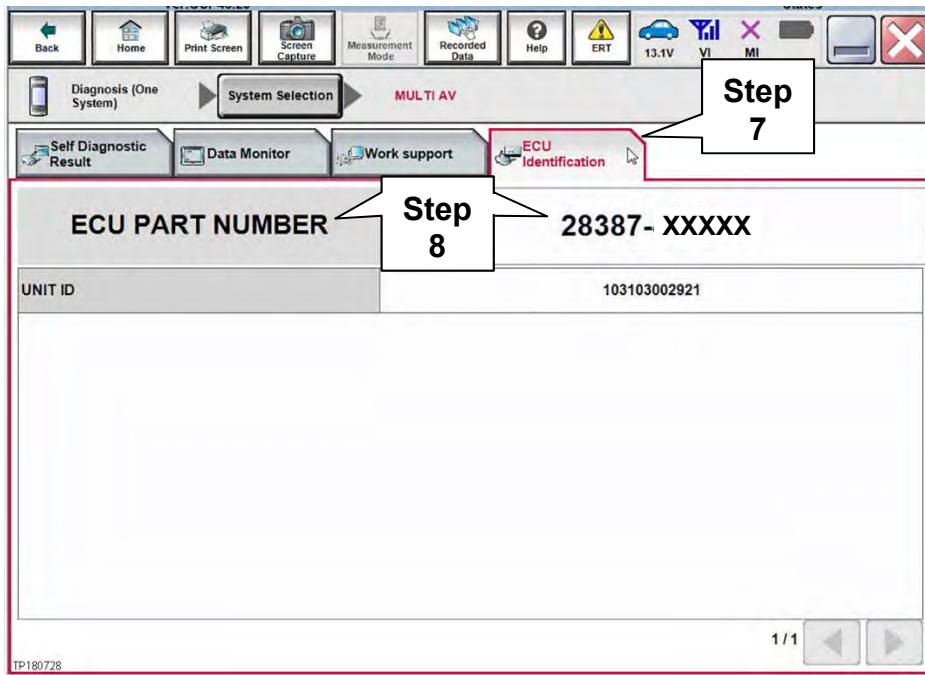 Back
Home
Print Screen
Screen
Capture
Measurement
Mode
Recorded
Data
Help
ERT
13.1V
VI
MI
Diagnosis (One
System)
System Selection
MULTI AV
Step
7
Self Diagnostic
Result
Data Monitor
Work support
ECU
Identification
ECU PART NUMBER
Step
8
28387- XXXXX
UNIT ID
103103002921
1/1
TP180728